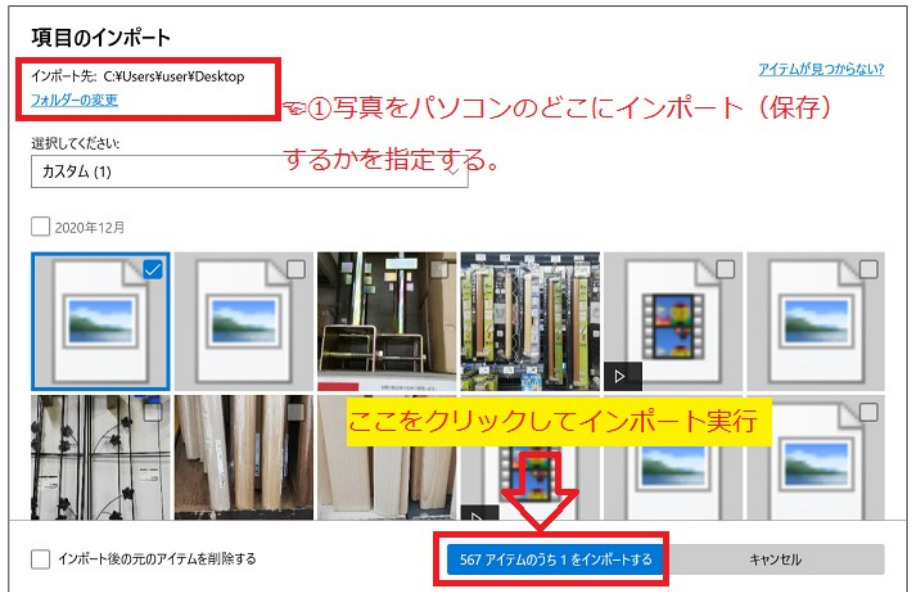 項目のインポート
インポート先: C:¥Users¥user¥Desktop
アイテムが見つからない?
フォルダーの変更
☜①写真をパソコンのどこにインポート（保存）
するかを指定する。
選択してください:
カスタム (1)
2020年12月
ここをクリックしてインポート実行
インポート後の元のアイテムを削除する
567 アイテムのうち 1 をインポートする
キャンセル